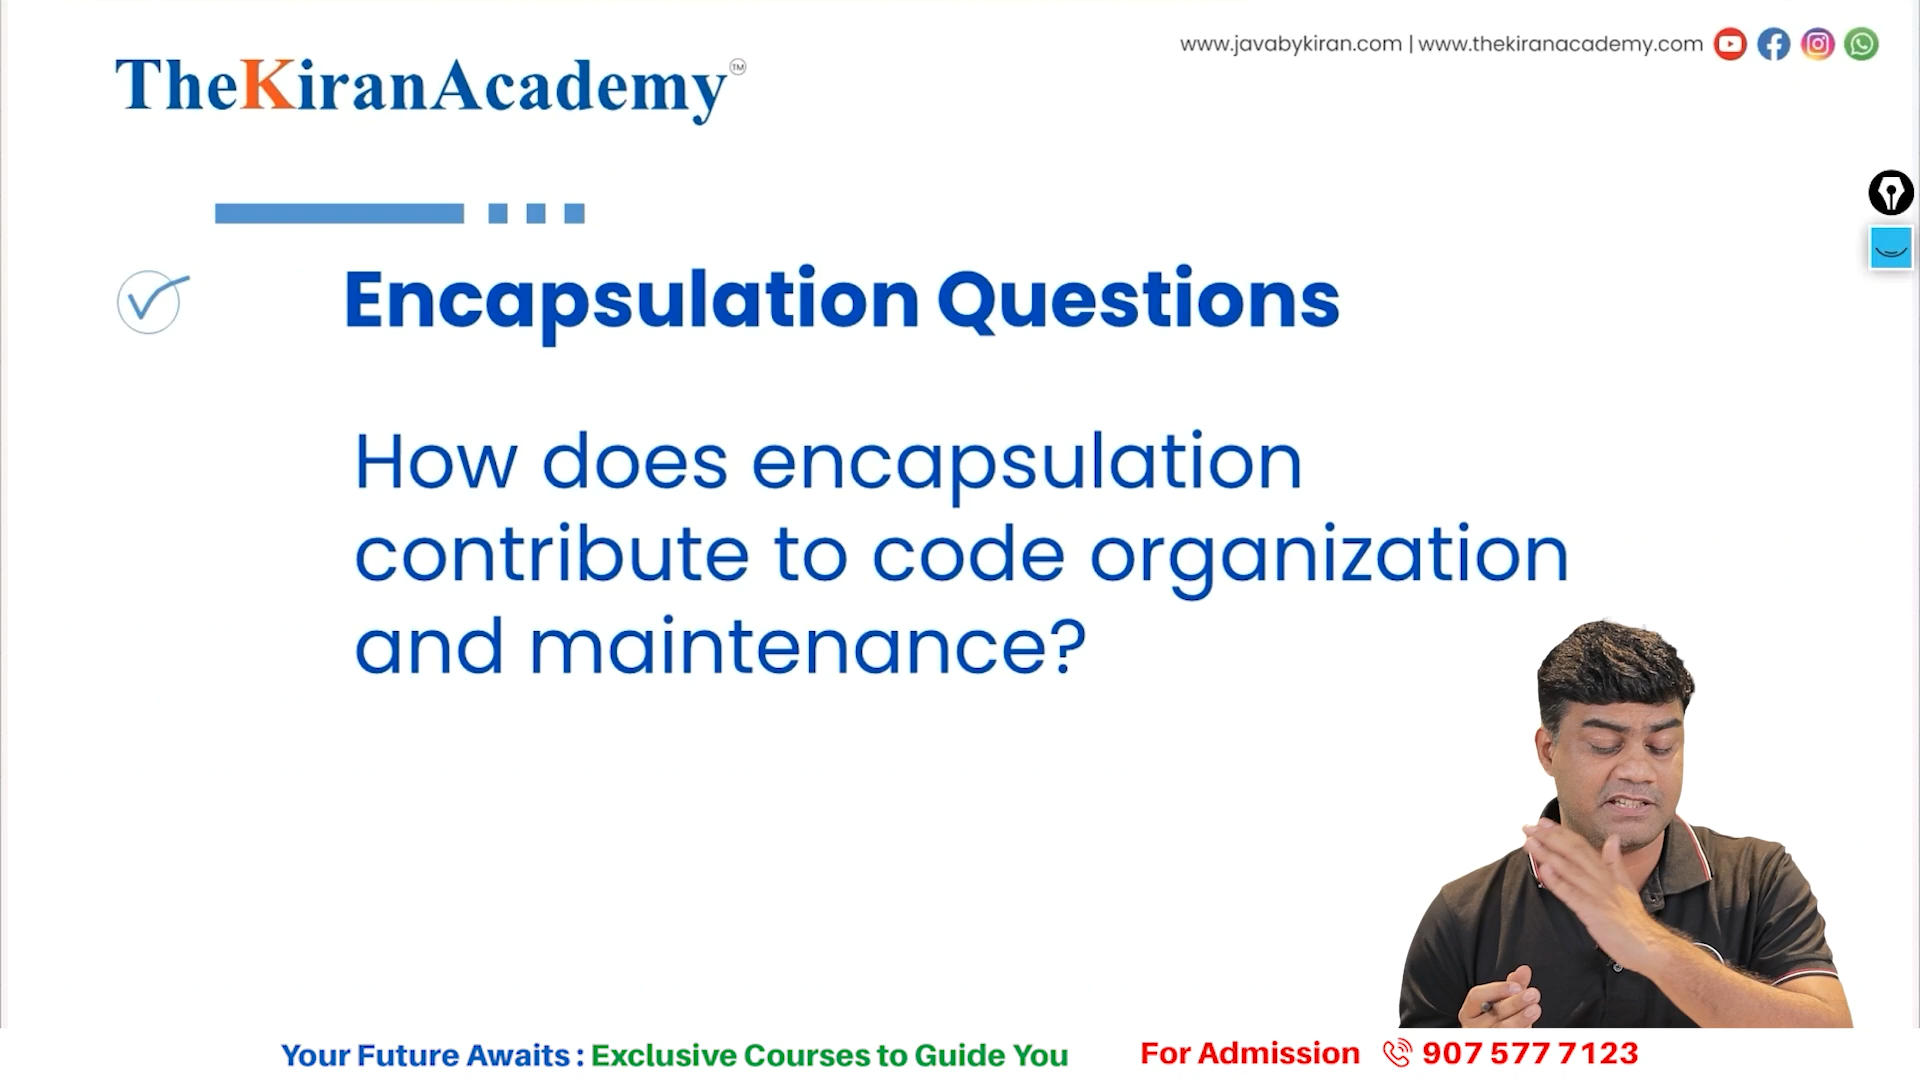 www.javabykiran.com | www.thekiranacademy.com
TheKiranAcademy™
Encapsulation Questions
How does encapsulation
contribute to code organization
and maintenance?
Your Future Awaits : Exclusive Courses to Guide You
For Admission 907 577 7123